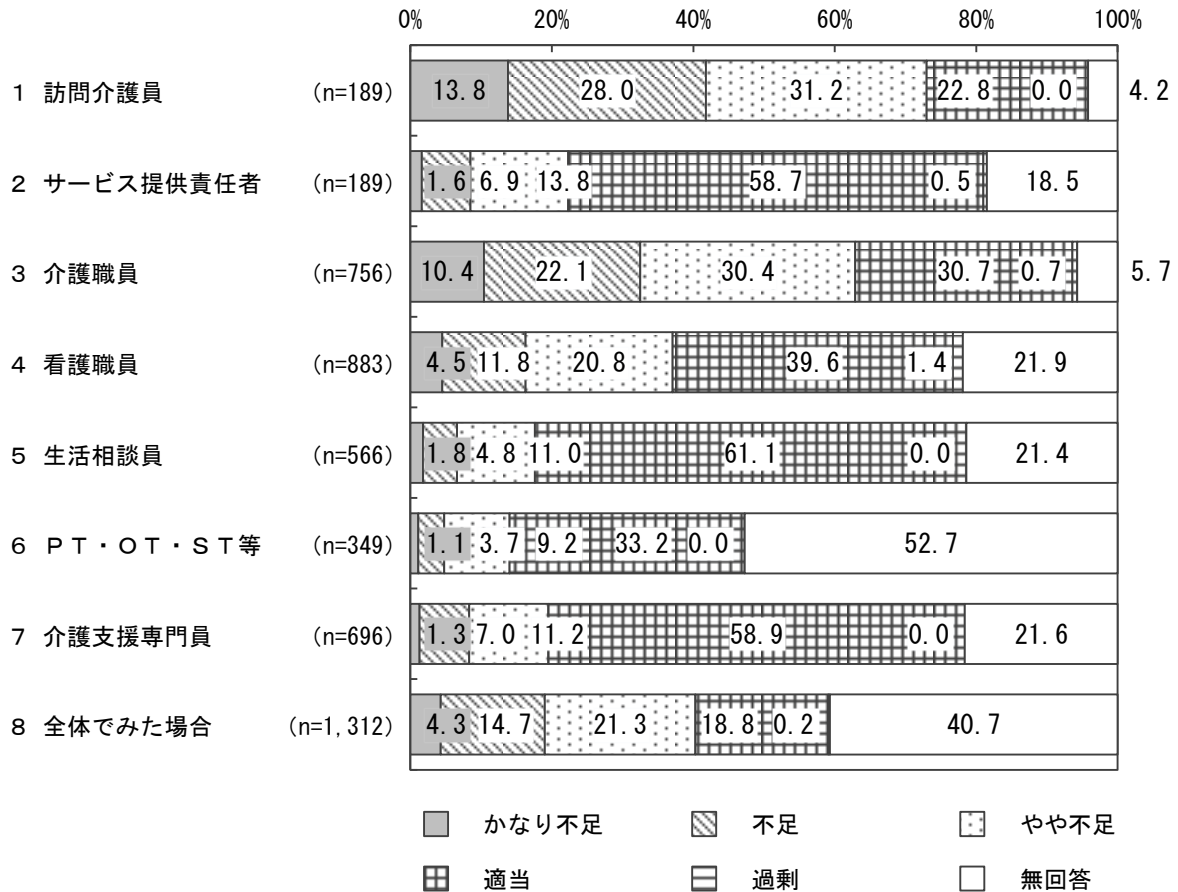 0% 20% 40% 60% 80% 100%
1 訪問介護員 (n=189) 13.8 28.0 31.2 22.8 0.0 4.2
2 サービス提供責任者 (n=189) 1.6 6.9 13.8 58.7 0.5 18.5
3 介護職員 (n=756) 10.4 22.1 30.4 30.7 0.7 5.7
4 看護職員 (n=883) 4.5 11.8 20.8 39.6 1.4 21.9
5 生活相談員 (n=566) 1.8 4.8 11.0 61.1 0.0 21.4
6 ＰＴ・ＯＴ・ＳＴ等 (n=349) 1.1 3.7 9.2 33.2 0.0 52.7
7 介護支援専門員 (n=696) 1.3 7.0 11.2 58.9 0.0 21.6
8 全体でみた場合 (n=1,312) 4.3 14.7 21.3 18.8 0.2 40.7
かなり不足 不足 やや不足
適当 過剰 無回答